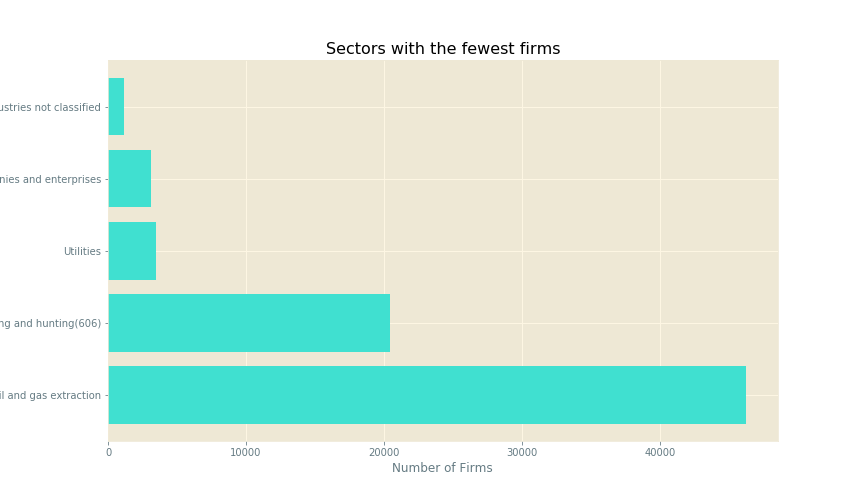 Sectors with the fewest firms
ustries not classified
nies and enterprises
Utilities
ng and hunting(606)
il and gas extraction
0 10000 20000 30000 40000
Number of Firms